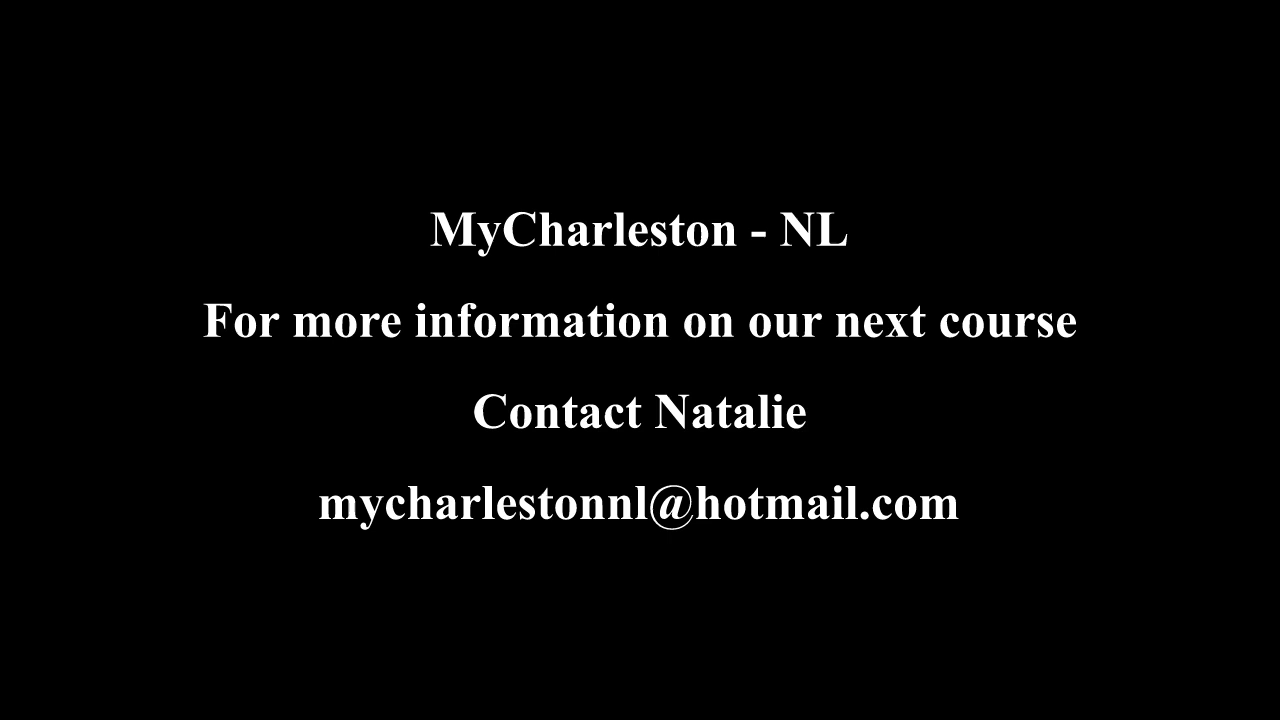 MyCharleston - NL
For more information on our next course
Contact Natalie
mycharlestonnl@hotmail.com